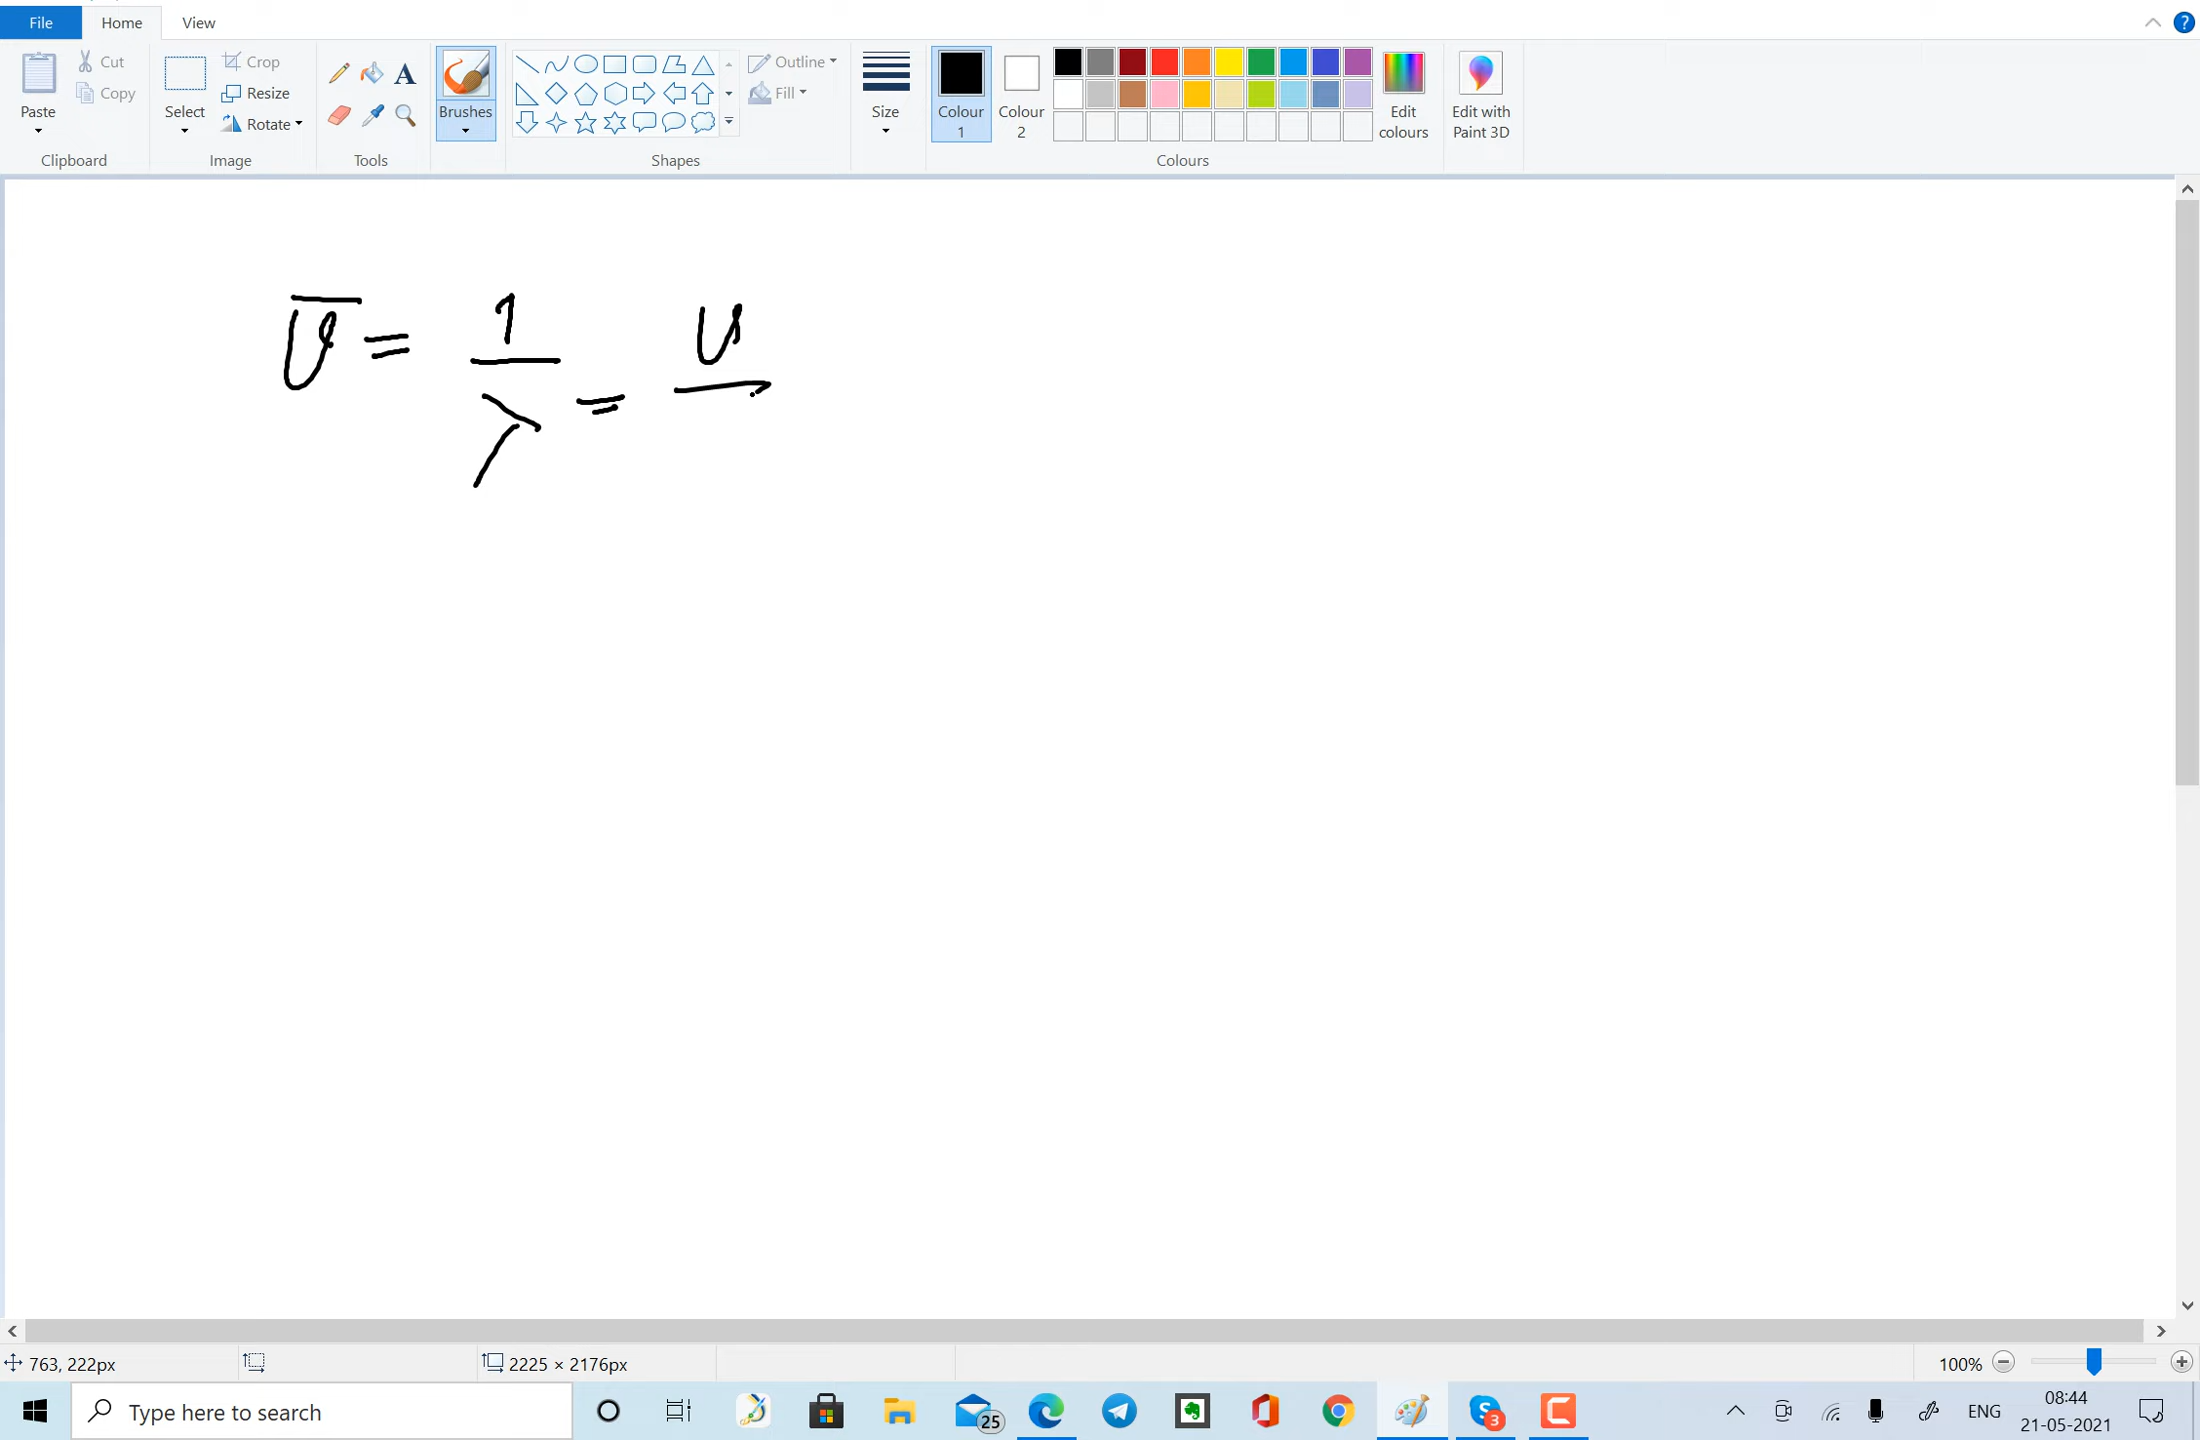 File Home View
Paste Cut Copy Clipboard
Select Crop Resize Rotate Image
Tools
Brushes
Outline Fill Shapes
Size
Colour 1 Colour 2 Edit colours Colours
Edit with Paint 3D
ν̅ = 1/λ = ν/
763, 222px 2225 × 2176px 100%
Type here to search 25 3 ENG 08:44
21-05-2021